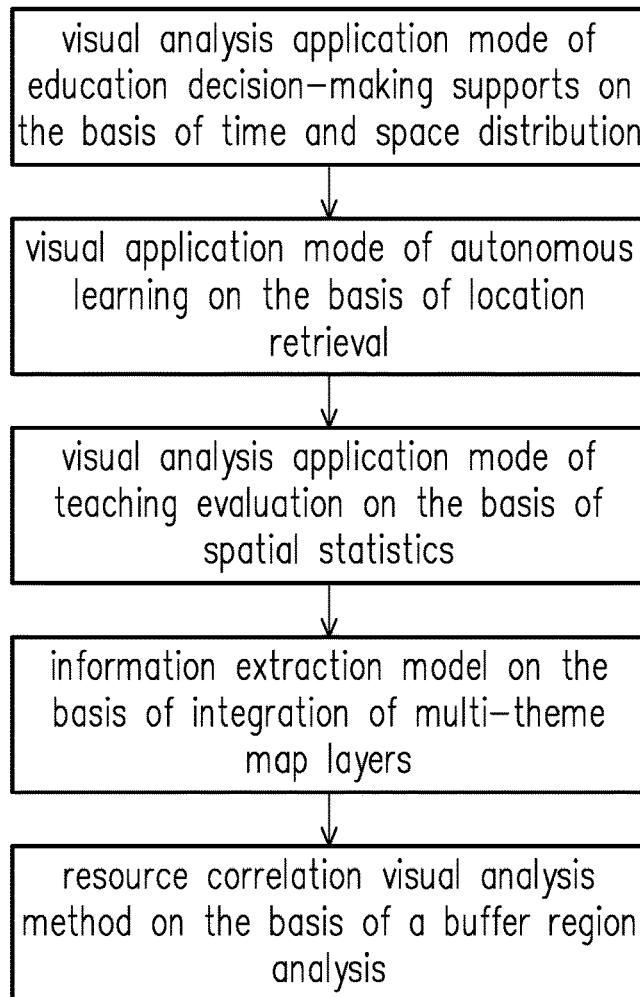 visual analysis application mode of
education decision-making supports on
the basis of time and space distribution
visual application mode of autonomous
learning on the basis of location
retrieval
visual analysis application mode of
teaching evaluation on the basis of
spatial statistics
information extraction model on the
basis of integration of multi-theme
map layers
resource correlation visual analysis
method on the basis of a buffer region
analysis